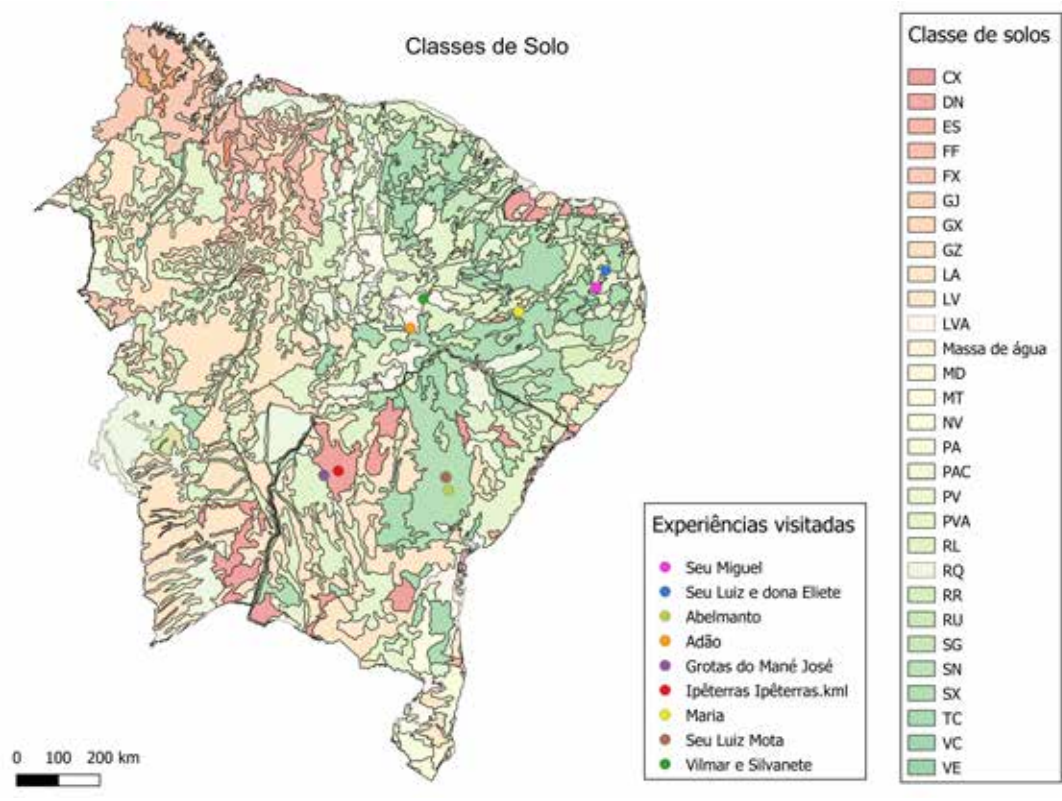 Classes de Solo
Classe de solos
CX
DN
ES
FF
FX
GJ
GX
GZ
LA
LV
LVA
Massa de água
MD
MT
NV
PA
PAC
PV
PVA
RL
RQ
RR
RU
SG
SN
SX
TC
VC
VE
Experiências visitadas
Seu Miguel
Seu Luiz e dona Eliete
Abelmanto
Adão
Grotas do Mané José
Ipêterras Ipêterras.kml
Maria
Seu Luiz Mota
Vilmar e Silvanete
0 100 200 km